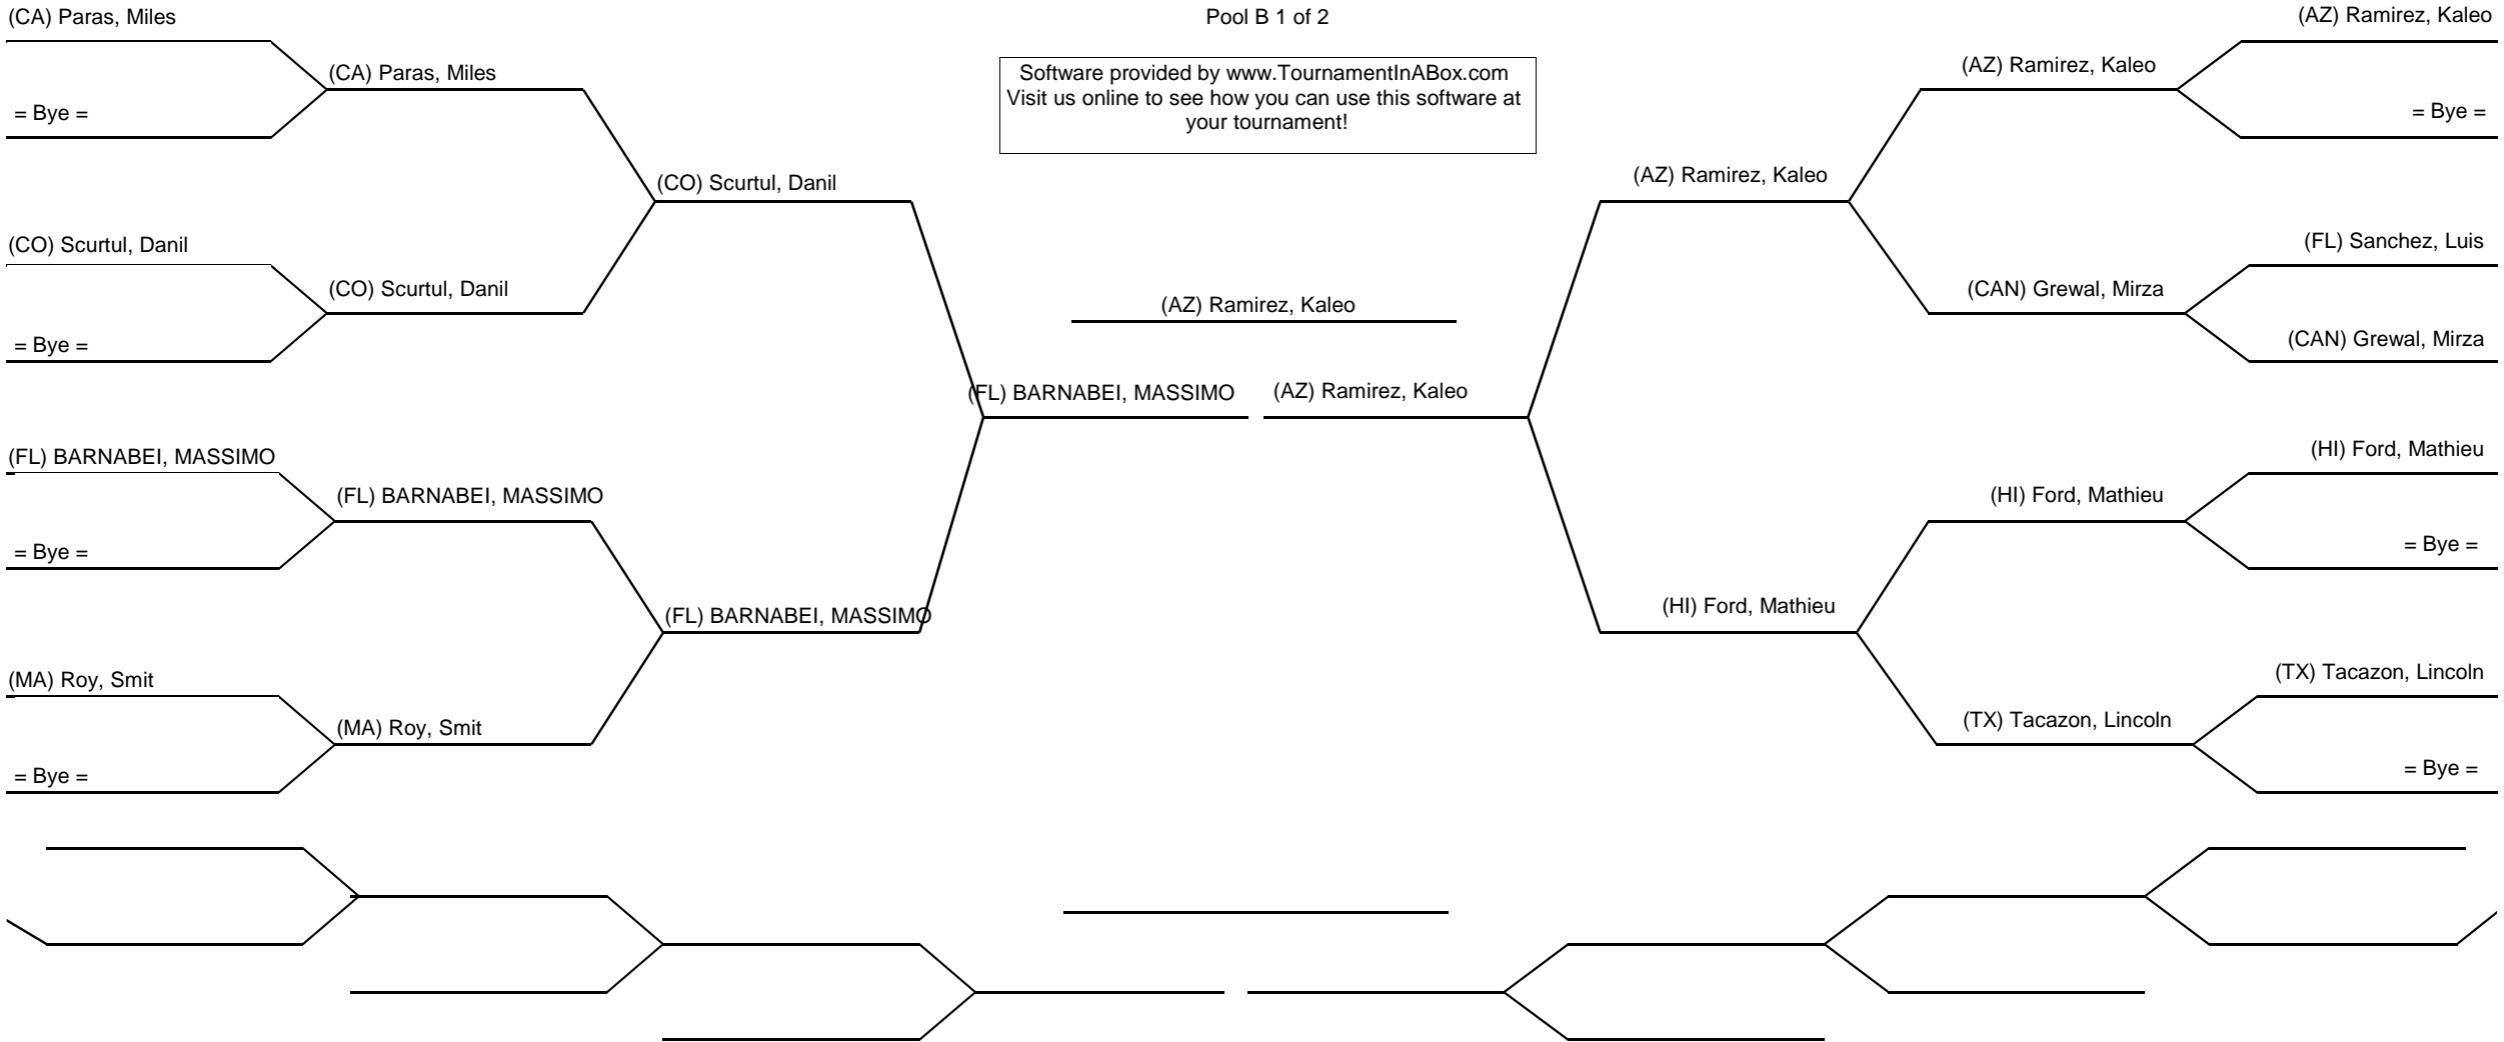 (CA) Paras, Miles
Pool B 1 of 2
(AZ) Ramirez, Kaleo
(CA) Paras, Miles
Software provided by www.TournamentInABox.com
Visit us online to see how you can use this software at
your tournament!
(AZ) Ramirez, Kaleo
= Bye =
= Bye =
(CO) Scurtul, Danil
(AZ) Ramirez, Kaleo
(CO) Scurtul, Danil
(FL) Sanchez, Luis
(CO) Scurtul, Danil
(AZ) Ramirez, Kaleo
(CAN) Grewal, Mirza
= Bye =
(CAN) Grewal, Mirza
(FL) BARNABEI, MASSIMO
(AZ) Ramirez, Kaleo
(FL) BARNABEI, MASSIMO
(HI) Ford, Mathieu
(FL) BARNABEI, MASSIMO
(HI) Ford, Mathieu
= Bye =
= Bye =
(FL) BARNABEI, MASSIMO
(HI) Ford, Mathieu
(MA) Roy, Smit
(TX) Tacazon, Lincoln
(MA) Roy, Smit
(TX) Tacazon, Lincoln
= Bye =
= Bye =